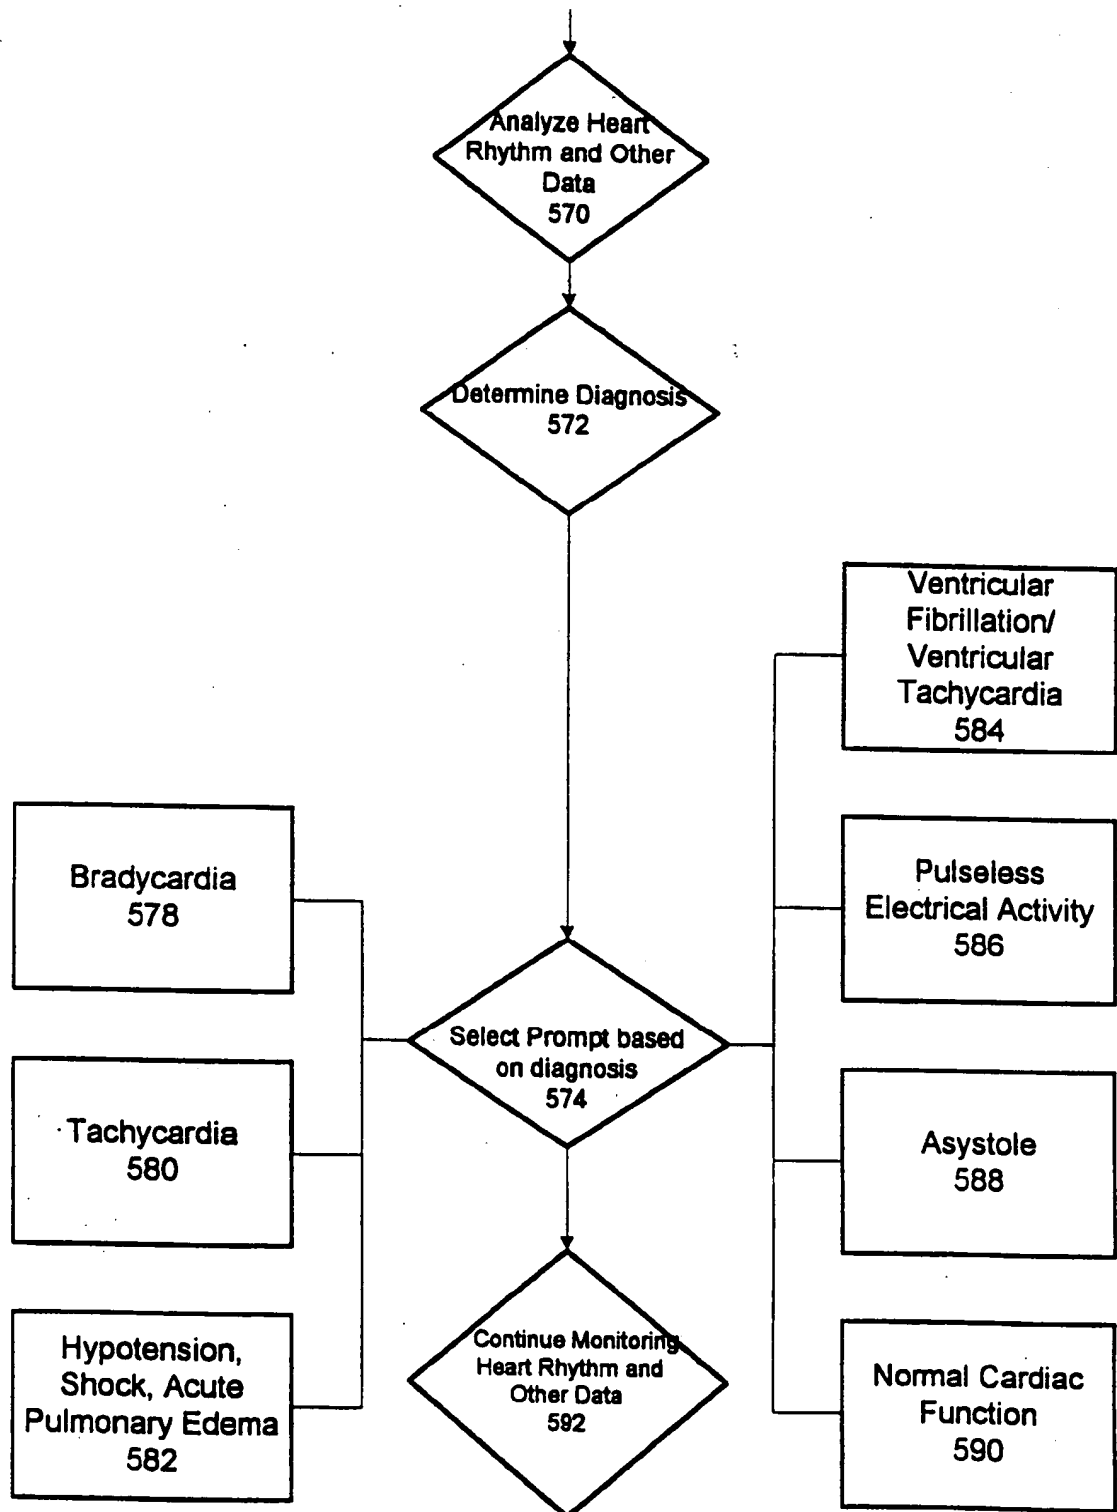 Analyze Heart
Rhythm and Other
Data
570
Determine Diagnosis
572
Ventricular
Fibrillation/
Ventricular
Tachycardia
584
Bradycardia
578
Pulseless
Electrical Activity
586
Select Prompt based
on diagnosis
574
Tachycardia
580
Asystole
588
Hypotension,
Shock, Acute
Pulmonary Edema
582
Continue Monitoring
Heart Rhythm and
Other Data
592
Normal Cardiac
Function
590